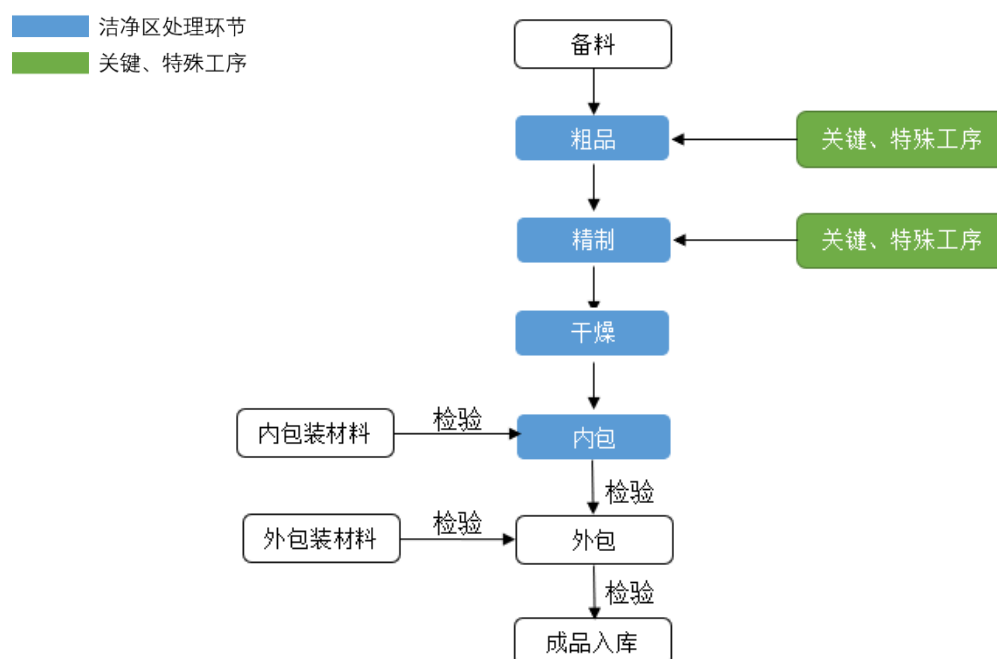 洁净区处理环节
关键、特殊工序
备料
粗品
关键、特殊工序
精制
关键、特殊工序
干燥
内包装材料
检验
内包
检验
外包装材料
检验
外包
检验
成品入库